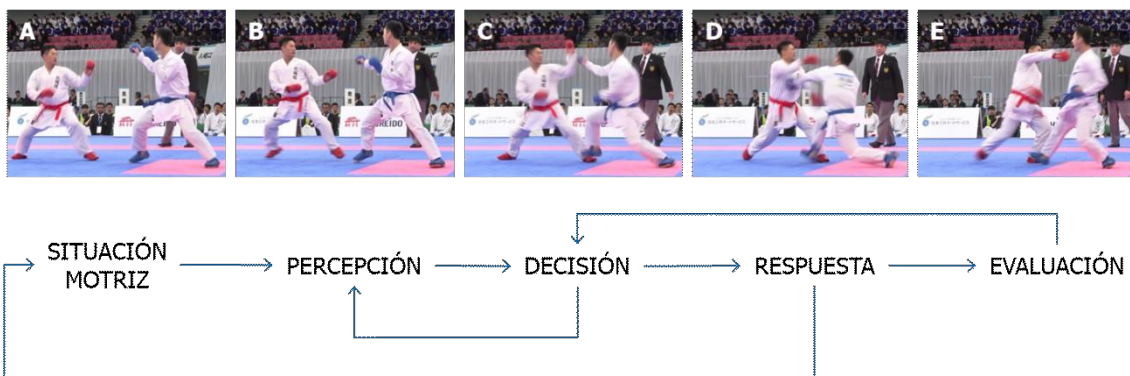 A
B
C
D
E
SITUACIÓN
MOTRIZ
PERCEPCIÓN
DECISIÓN
RESPUESTA
EVALUACIÓN